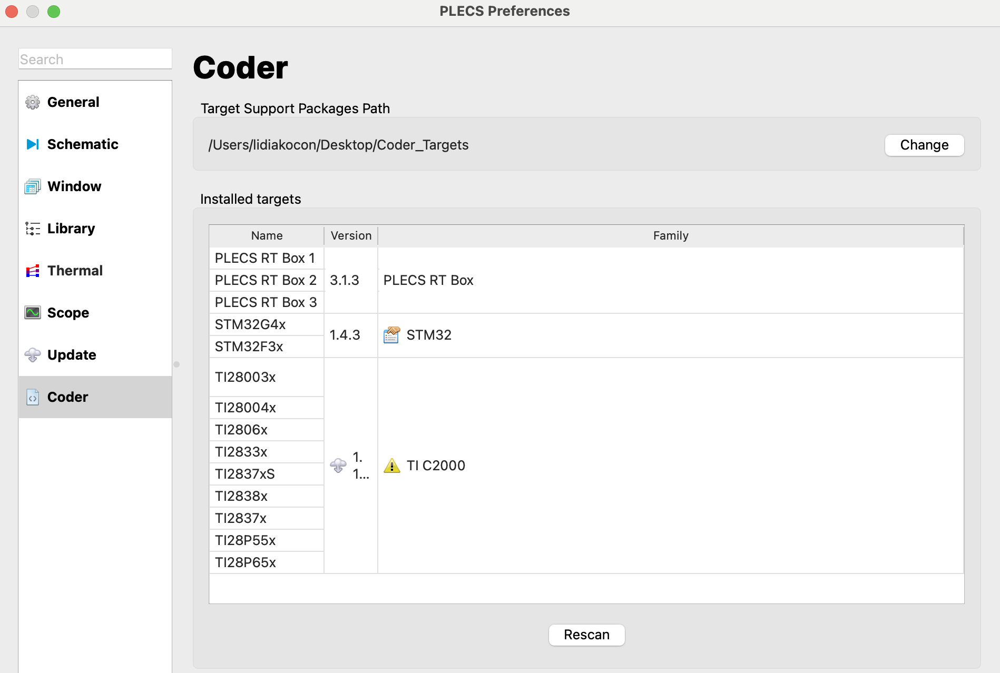 PLECS Preferences
Search
General
Schematic
Window
Library
Thermal
Scope
Update
Coder
Coder
Target Support Packages Path
/Users/lidiakocon/Desktop/Coder_Targets
Change
Installed targets
Name Version Family
PLECS RT Box 1
PLECS RT Box 2 3.1.3 PLECS RT Box
PLECS RT Box 3
STM32G4x
1.4.3 STM32
STM32F3x
TI28003x
TI28004x
TI2806x
TI2833x
1.
1...
TI C2000
TI2837xS
TI2838x
TI2837x
TI28P55x
TI28P65x
Rescan